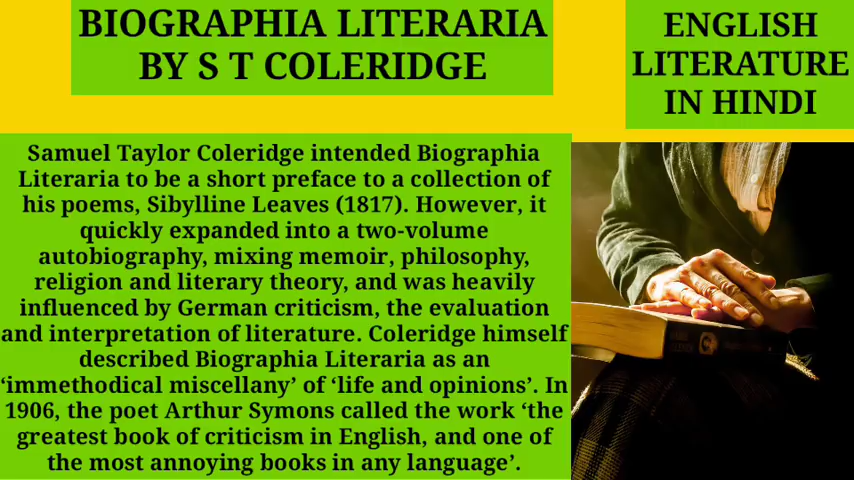 BIOGRAPHIA LITERARIA
BY S T COLERIDGE
ENGLISH
LITERATURE
IN HINDI
Samuel Taylor Coleridge intended Biographia
Literaria to be a short preface to a collection of
his poems, Sibylline Leaves (1817). However, it
quickly expanded into a two-volume
autobiography, mixing memoir, philosophy,
religion and literary theory, and was heavily
influenced by German criticism, the evaluation
and interpretation of literature. Coleridge himself
described Biographia Literaria as an
‘immethodical miscellany’ of ‘life and opinions’. In
1906, the poet Arthur Symons called the work ‘the
greatest book of criticism in English, and one of
the most annoying books in any language’.